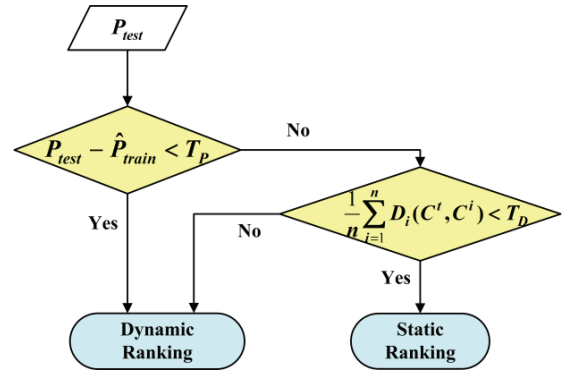 P_test
P_test − P̂_train < T_P
No
1/n ∑_{i=1}^{n} D_i(C^t, C^i) < T_D
Yes
No
Yes
Dynamic
Ranking
Static
Ranking